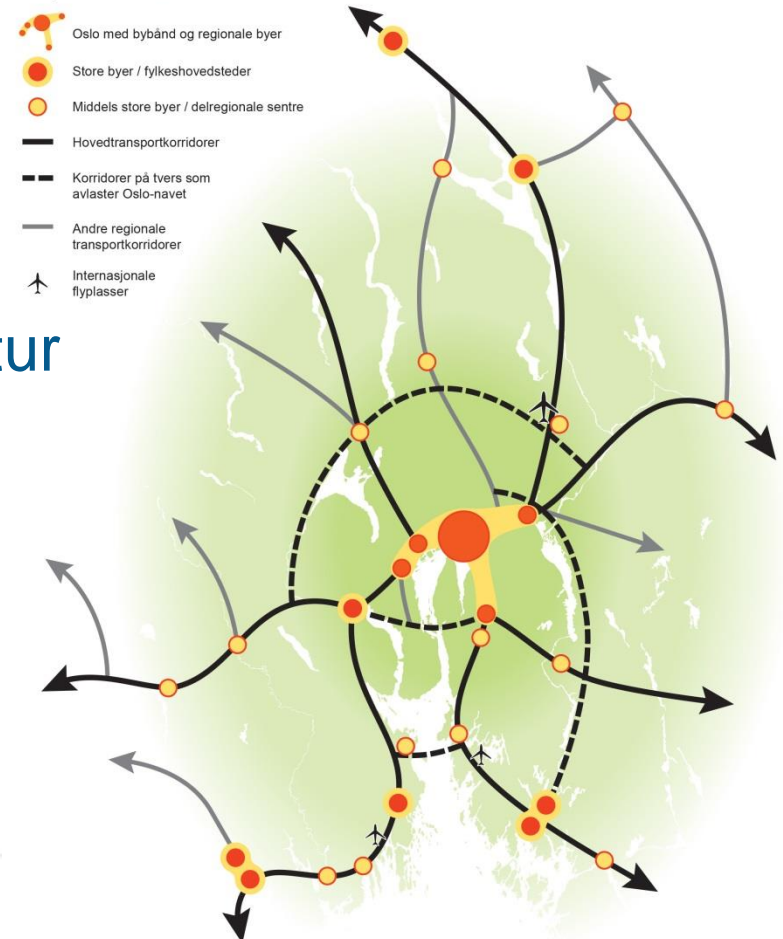 Oslo med bybånd og regionale byer
Store byer / fylkeshovedsteder
Middels store byer / delregionale sentre
Hovedtransportkorridorer
Korridorer på tvers som
avlaster Oslo-navet
Andre regionale
transportkorridorer
Internasjonale
flyplasser
tur